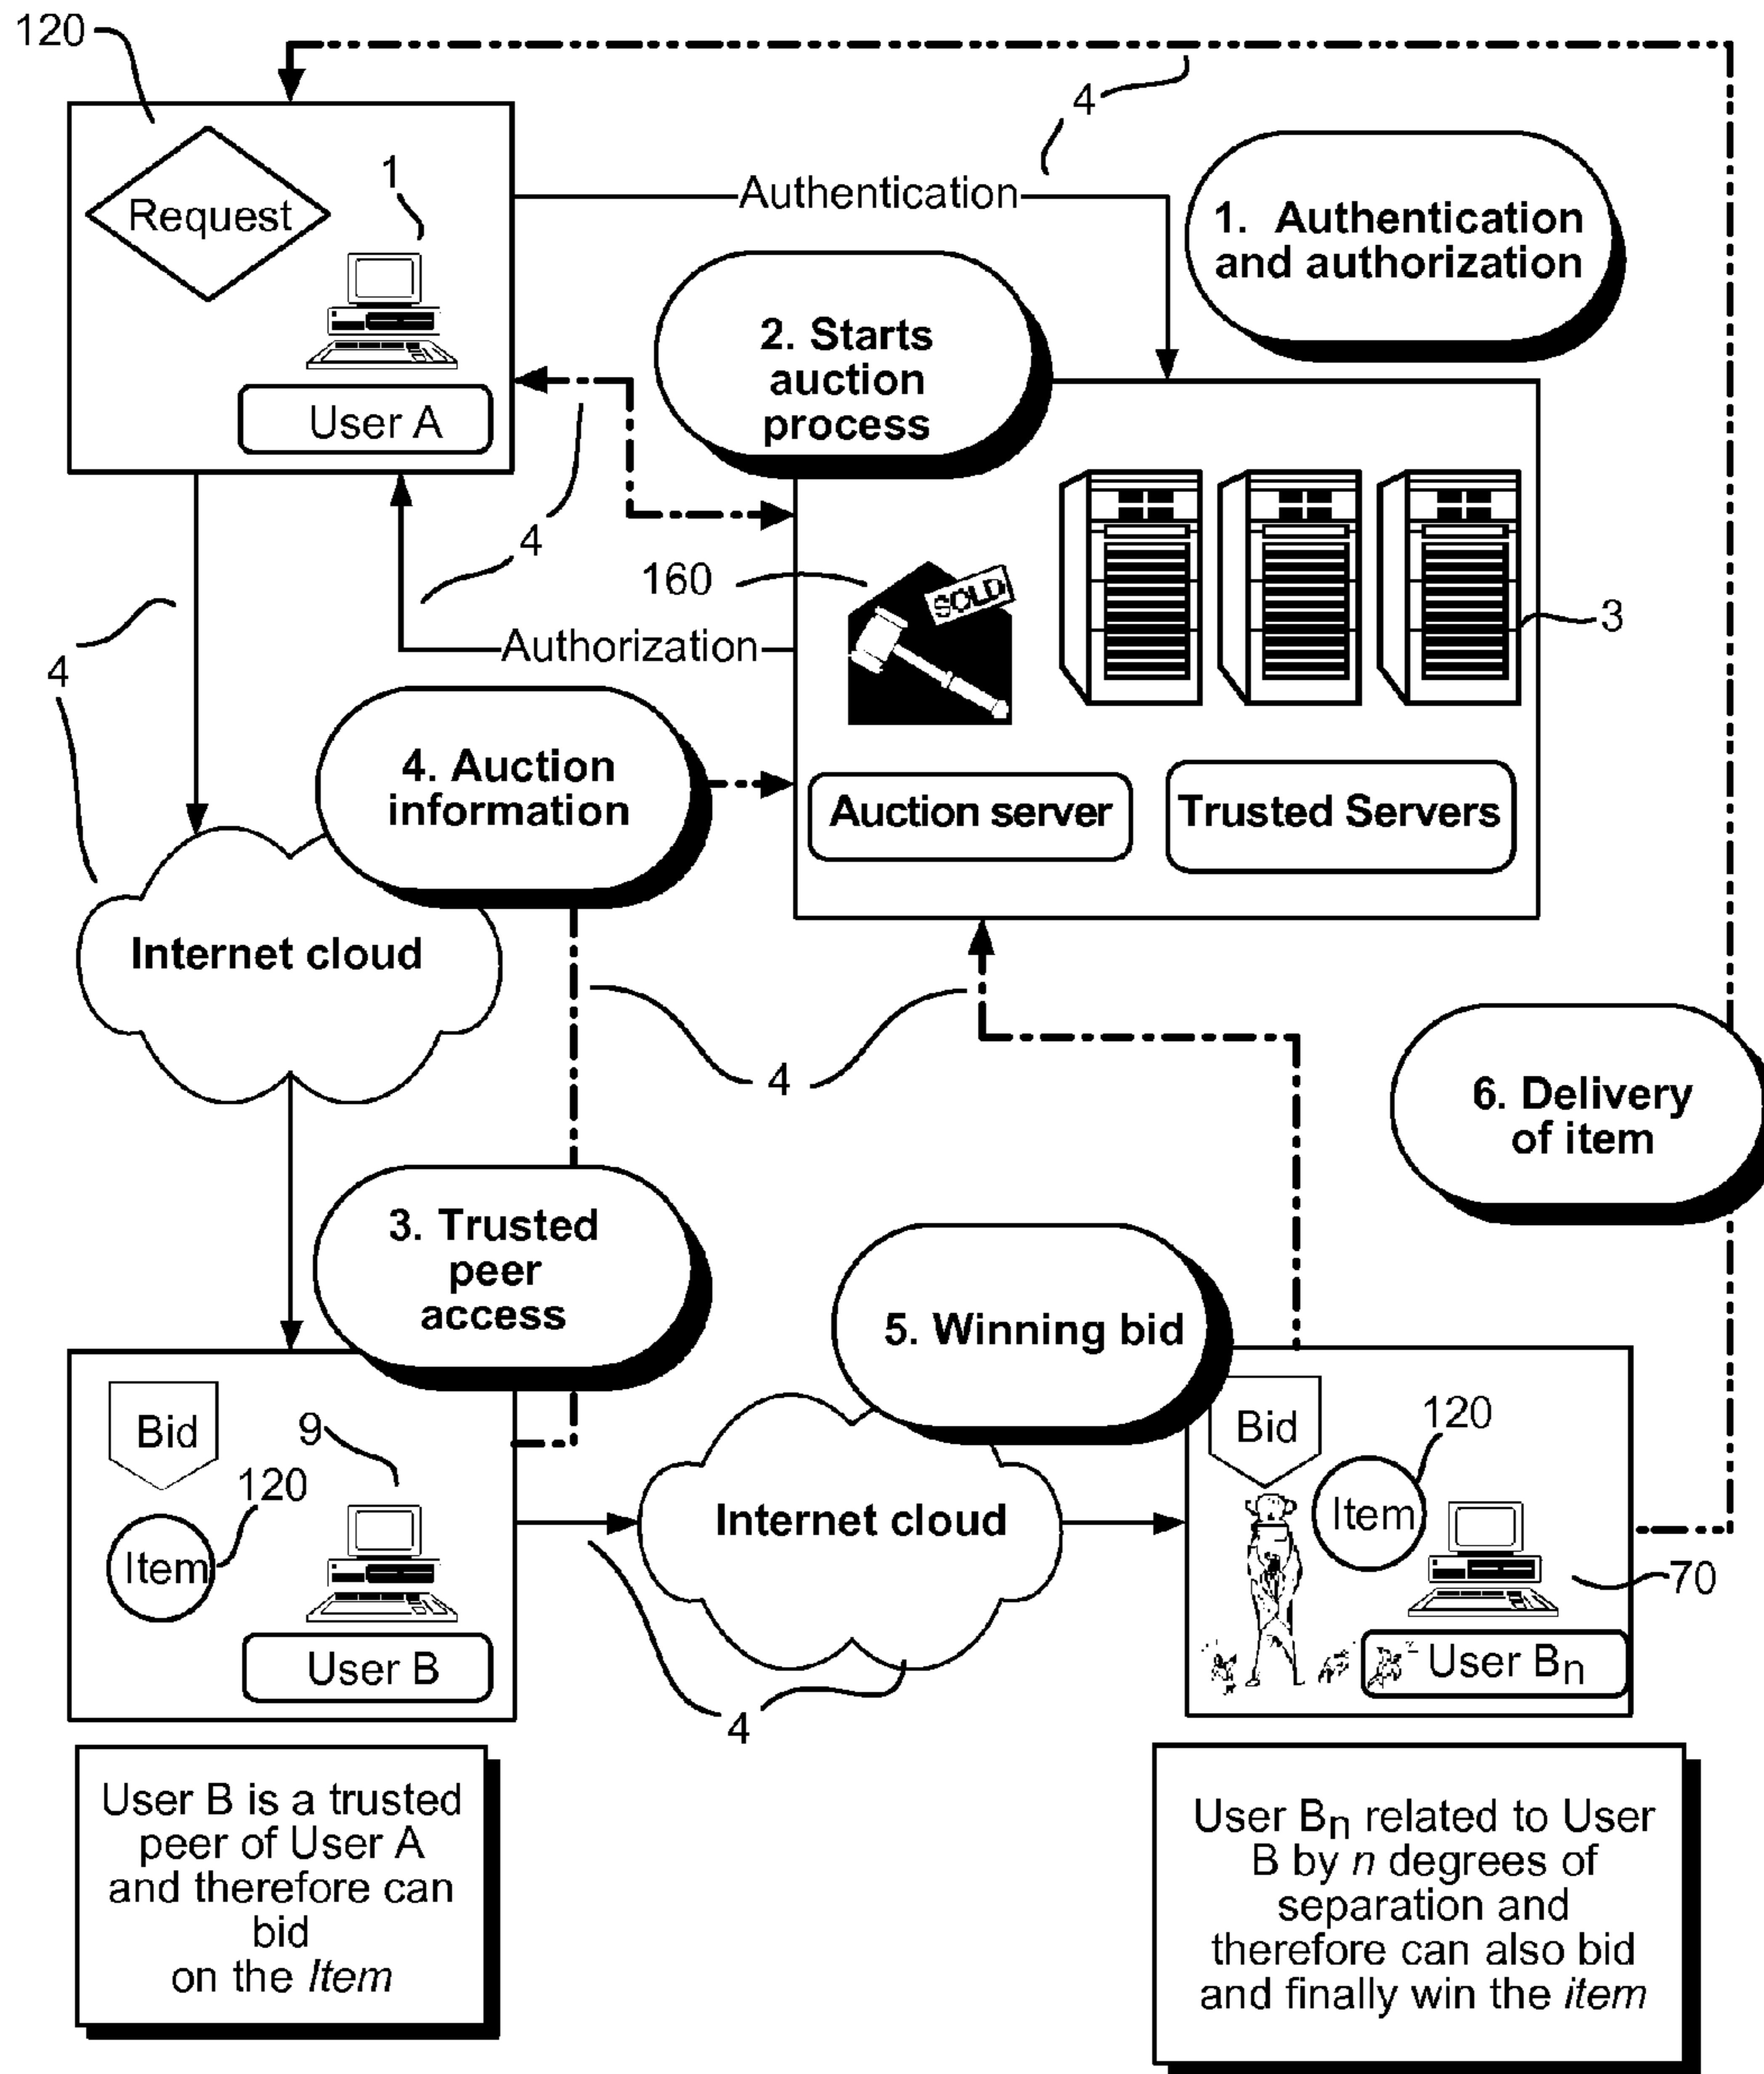 120
4
Request
1
User A
Authentication
1. Authentication
and authorization
2. Starts
auction
process
4
4
160
SOLD
3
Authorization
4. Auction
information
Auction server
Trusted Servers
Internet cloud
4
6. Delivery
of item
3. Trusted
peer
access
5. Winning bid
Bid
9
120
Item
User B
Internet cloud
Bid
120
Item
70
User Bn
4
User B is a trusted
peer of User A
and therefore can
bid
on the Item
User Bn related to User
B by n degrees of
separation and
therefore can also bid
and finally win the item